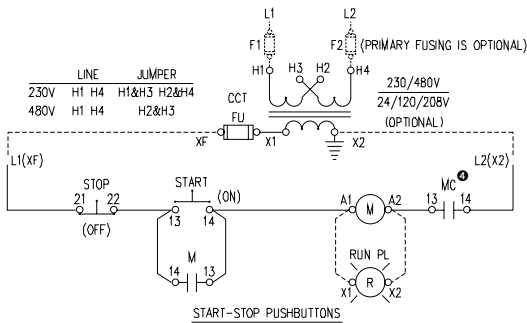 L1 L2
F1 F2 (PRIMARY FUSING IS OPTIONAL)
H1 H3 H2 H4
LINE JUMPER
230V H1 H4 H1&H3 H2&H4
480V H1 H4 H2&H3
230/480V
24/120/208V
(OPTIONAL)
CCT
FU
XF X1 X2
L1(XF) L2(X2)
STOP START MC 4
21 22 (ON) A1 M A2 13 14
(OFF) 13 14
M RUN PL
14 13
X1 R X2
START-STOP PUSHBUTTONS